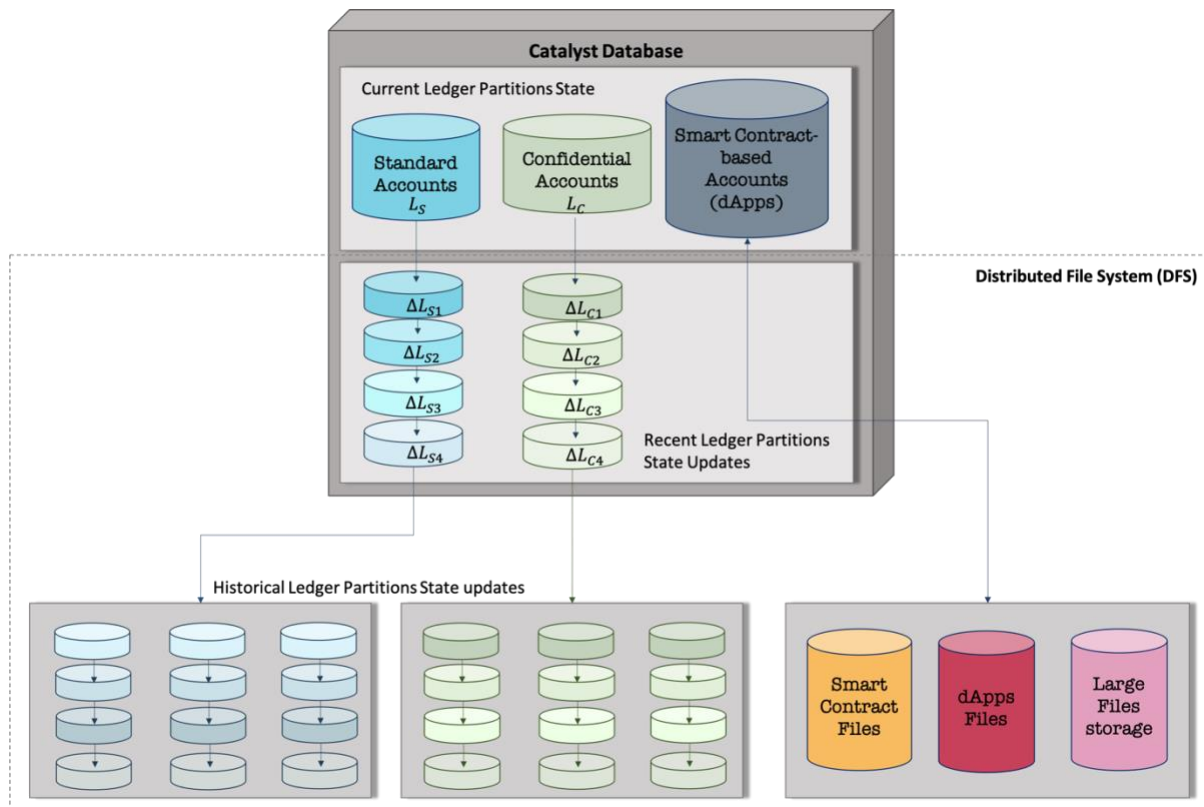 Catalyst Database
Current Ledger Partitions State
Standard
Accounts
L_S
Confidential
Accounts
L_C
Smart Contract-
based
Accounts
(dApps)
Distributed File System (DFS)
ΔL_S1
ΔL_S2
ΔL_S3
ΔL_S4
ΔL_C1
ΔL_C2
ΔL_C3
ΔL_C4
Recent Ledger Partitions
State Updates
Historical Ledger Partitions State updates
Smart
Contract
Files
dApps
Files
Large
Files
storage